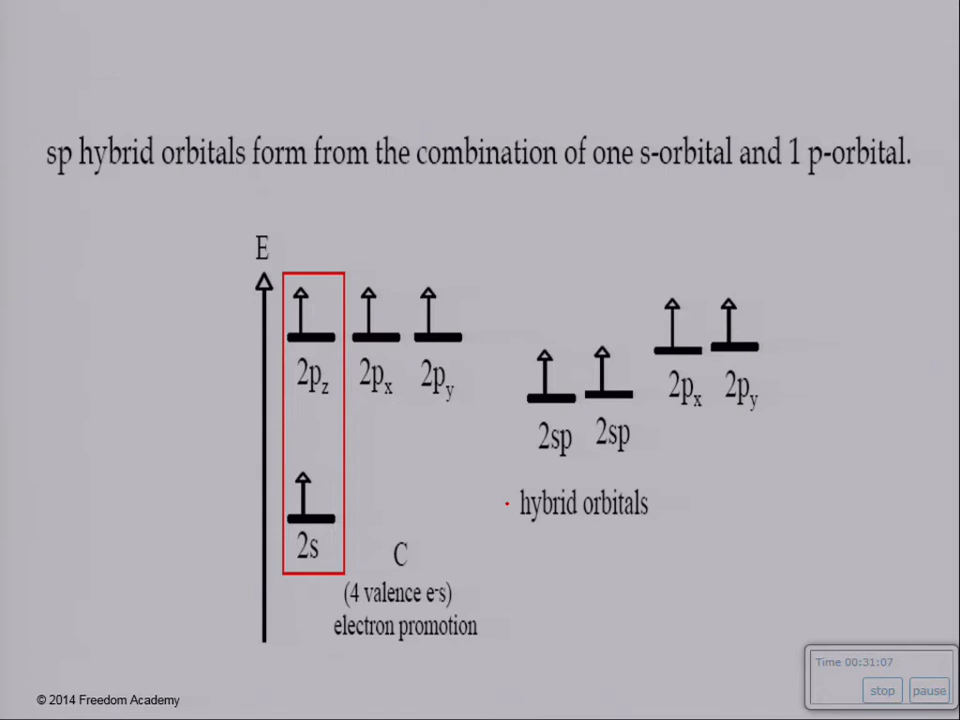 sp hybrid orbitals form from the combination of one s-orbital and 1 p-orbital.
E
2pz 2px 2py
2px 2py
2sp 2sp
hybrid orbitals
2s
C
(4 valence e-s)
electron promotion
Time 00:31:07
stop pause
© 2014 Freedom Academy